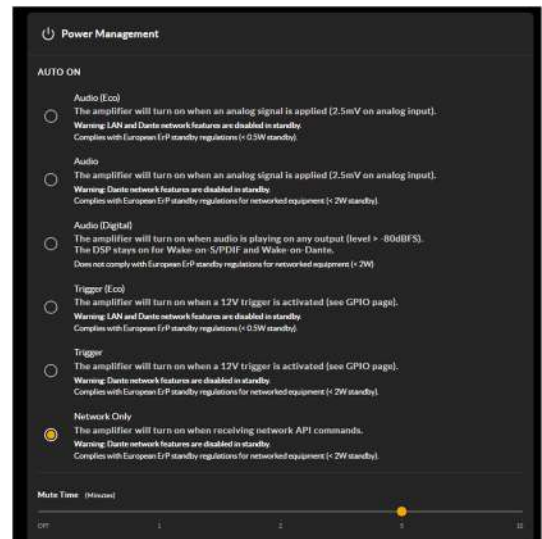 Power Management
AUTO ON
Audio (Eco)
The amplifier will turn on when an analog signal is applied (2.5mV on analog input).
Warning: LAN and Dante network features are disabled in standby.
Complies with European ErP standby regulations (< 0.5W standby).
Audio
The amplifier will turn on when an analog signal is applied (2.5mV on analog input).
Warning: Dante network features are disabled in standby.
Complies with European ErP standby regulations for networked equipment (< 2W standby).
Audio (Digital)
The amplifier will turn on when audio is playing on any output (level > -80dBFS).
The DSP stays on for Wake-on-S/PDIF and Wake-on-Dante.
Does not comply with European ErP standby regulations for networked equipment (< 2W)
Trigger (Eco)
The amplifier will turn on when a 12V trigger is activated (see GPIO page).
Warning: LAN and Dante network features are disabled in standby.
Complies with European ErP standby regulations (< 0.5W standby).
Trigger
The amplifier will turn on when a 12V trigger is activated (see GPIO page).
Warning: Dante network features are disabled in standby.
Complies with European ErP standby regulations for networked equipment (< 2W standby).
Network Only
The amplifier will turn on when receiving network API commands.
Warning: Dante network features are disabled in standby.
Complies with European ErP standby regulations for networked equipment (< 2W standby).
Mute Time (Minutes)
OFF 1 2 5